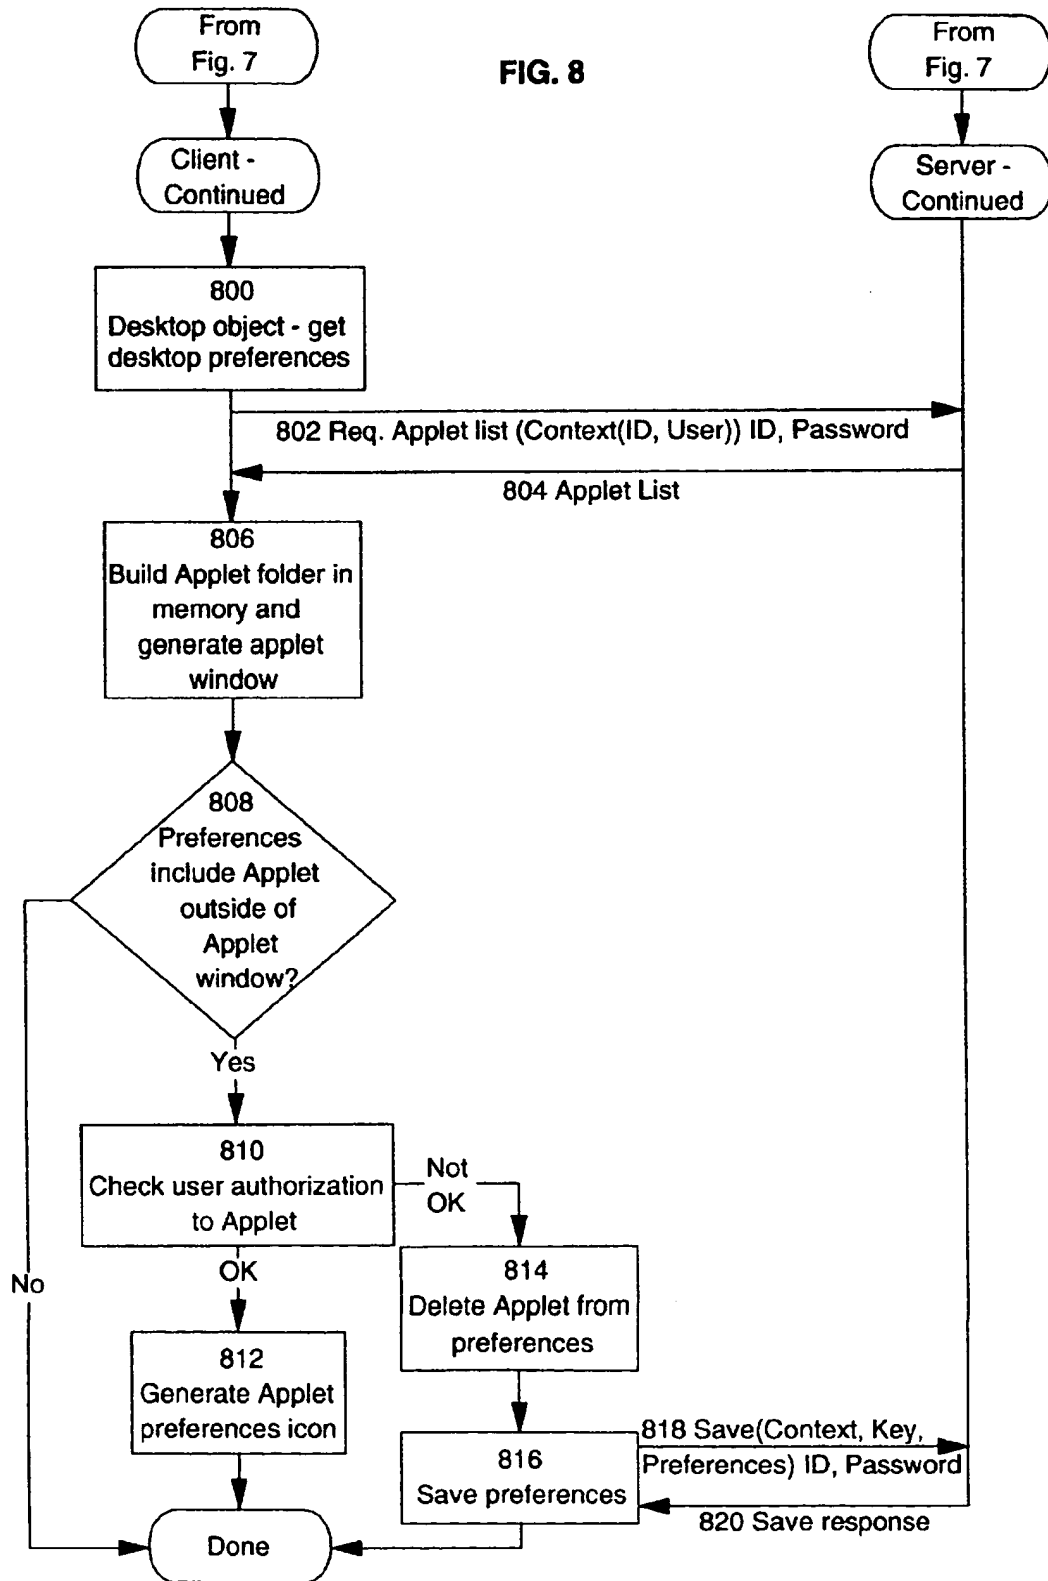 From
Fig. 7
FIG. 8
From
Fig. 7
Client -
Continued
Server -
Continued
800
Desktop object - get
desktop preferences
802 Req. Applet list (Context(ID, User)) ID, Password
804 Applet List
806
Build Applet folder in
memory and
generate applet
window
808
Preferences
include Applet
outside of
Applet
window?
Yes
810
Check user authorization
to Applet
Not
OK
No
OK
814
Delete Applet from
preferences
812
Generate Applet
preferences icon
816
Save preferences
818 Save(Context, Key,
Preferences) ID, Password
820 Save response
Done